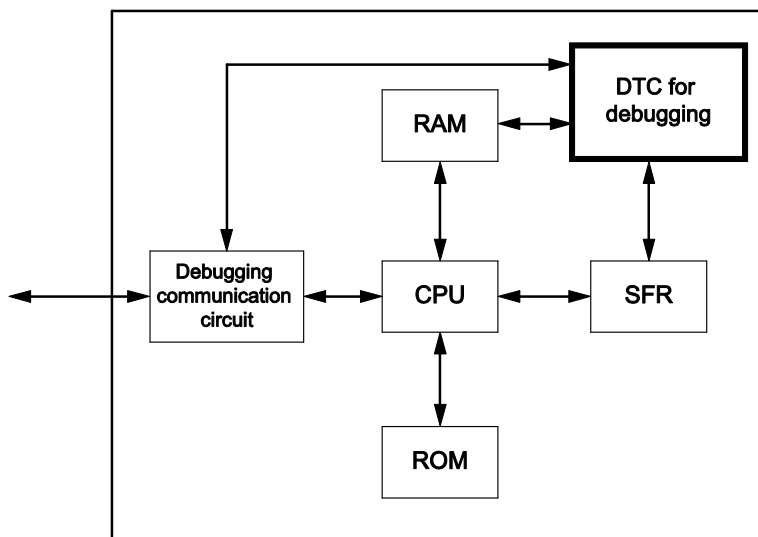 DTC for
debugging
RAM
Debugging
communication
circuit
CPU
SFR
ROM